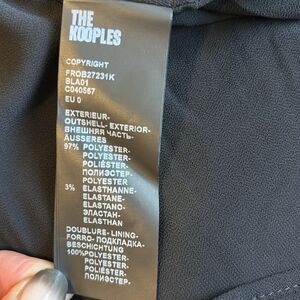 THE
KOOPLES
COPYRIGHT
FROB27231K
BLA01
C040567
EU 0
EXTERIEUR-
OUTSHELL- EXTERIOR-
ВНЕШНЯЯ ЧАСТЬ-
ÄUSSERES
97% POLYESTER-
POLYESTER-
POLIÉSTER-
ПОЛИЭСТЕР-
POLYESTER
3% ELASTHANNE-
ELASTANE-
ELASTANO-
ЭЛАСТАН-
ELASTHAN
DOUBLURE- LINING-
FORRO- ПОДКЛАДКА-
BESCHICHTUNG
100%POLYESTER-
POLYESTER-
POLIÉSTER-
ПОЛИЭСТЕР-